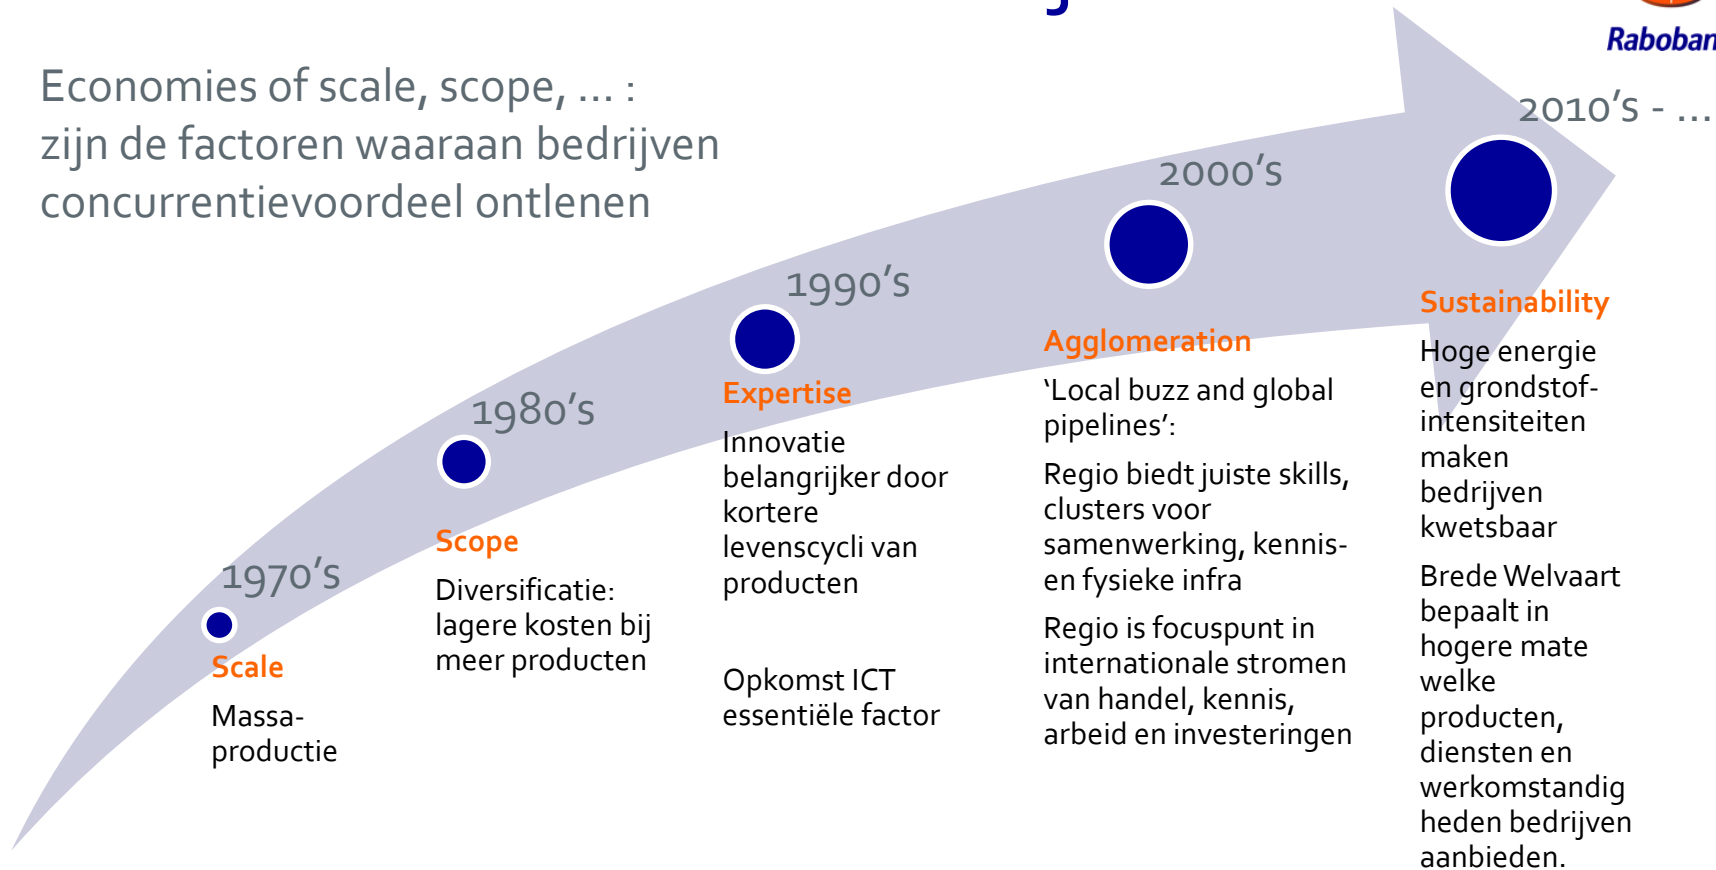 Raboban
Economies of scale, scope, ... :
zijn de factoren waaraan bedrijven
concurrentievoordeel ontlenen
1970's
Scale
Massa-
productie
1980's
Scope
Diversificatie:
lagere kosten bij
meer producten
1990's
Expertise
Innovatie
belangrijker door
kortere
levenscycli van
producten
Opkomst ICT
essentiële factor
2000's
Agglomeration
‘Local buzz and global
pipelines’:
Regio biedt juiste skills,
clusters voor
samenwerking, kennis-
en fysieke infra
Regio is focuspunt in
internationale stromen
van handel, kennis,
arbeid en investeringen
2010's - ...
Sustainability
Hoge energie
en grondstof-
intensiteiten
maken
bedrijven
kwetsbaar
Brede Welvaart
bepaalt in
hogere mate
welke
producten,
diensten en
werkomstandig
heden bedrijven
aanbieden.